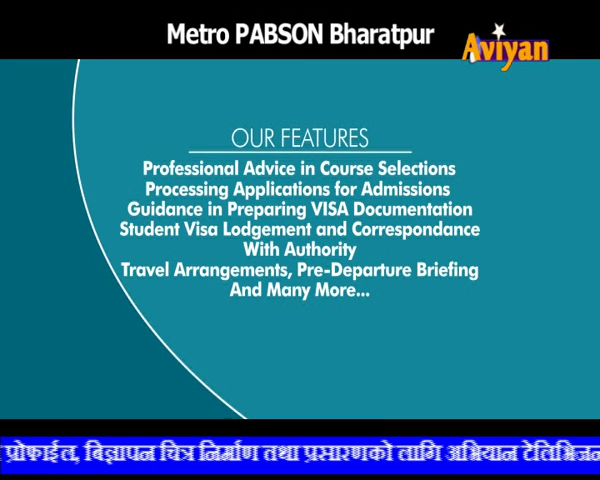 Metro PABSON Bharatpur
Aviyan
OUR FEATURES
Professional Advice in Course Selections
Processing Applications for Admissions
Guidance in Preparing VISA Documentation
Student Visa Lodgement and Correspondance
With Authority
Travel Arrangements, Pre-Departure Briefing
And Many More...
प्रोफाईल, बिज्ञापन चित्र निर्माण तथा प्रसारणको लागि अभियान टेलिभिजन